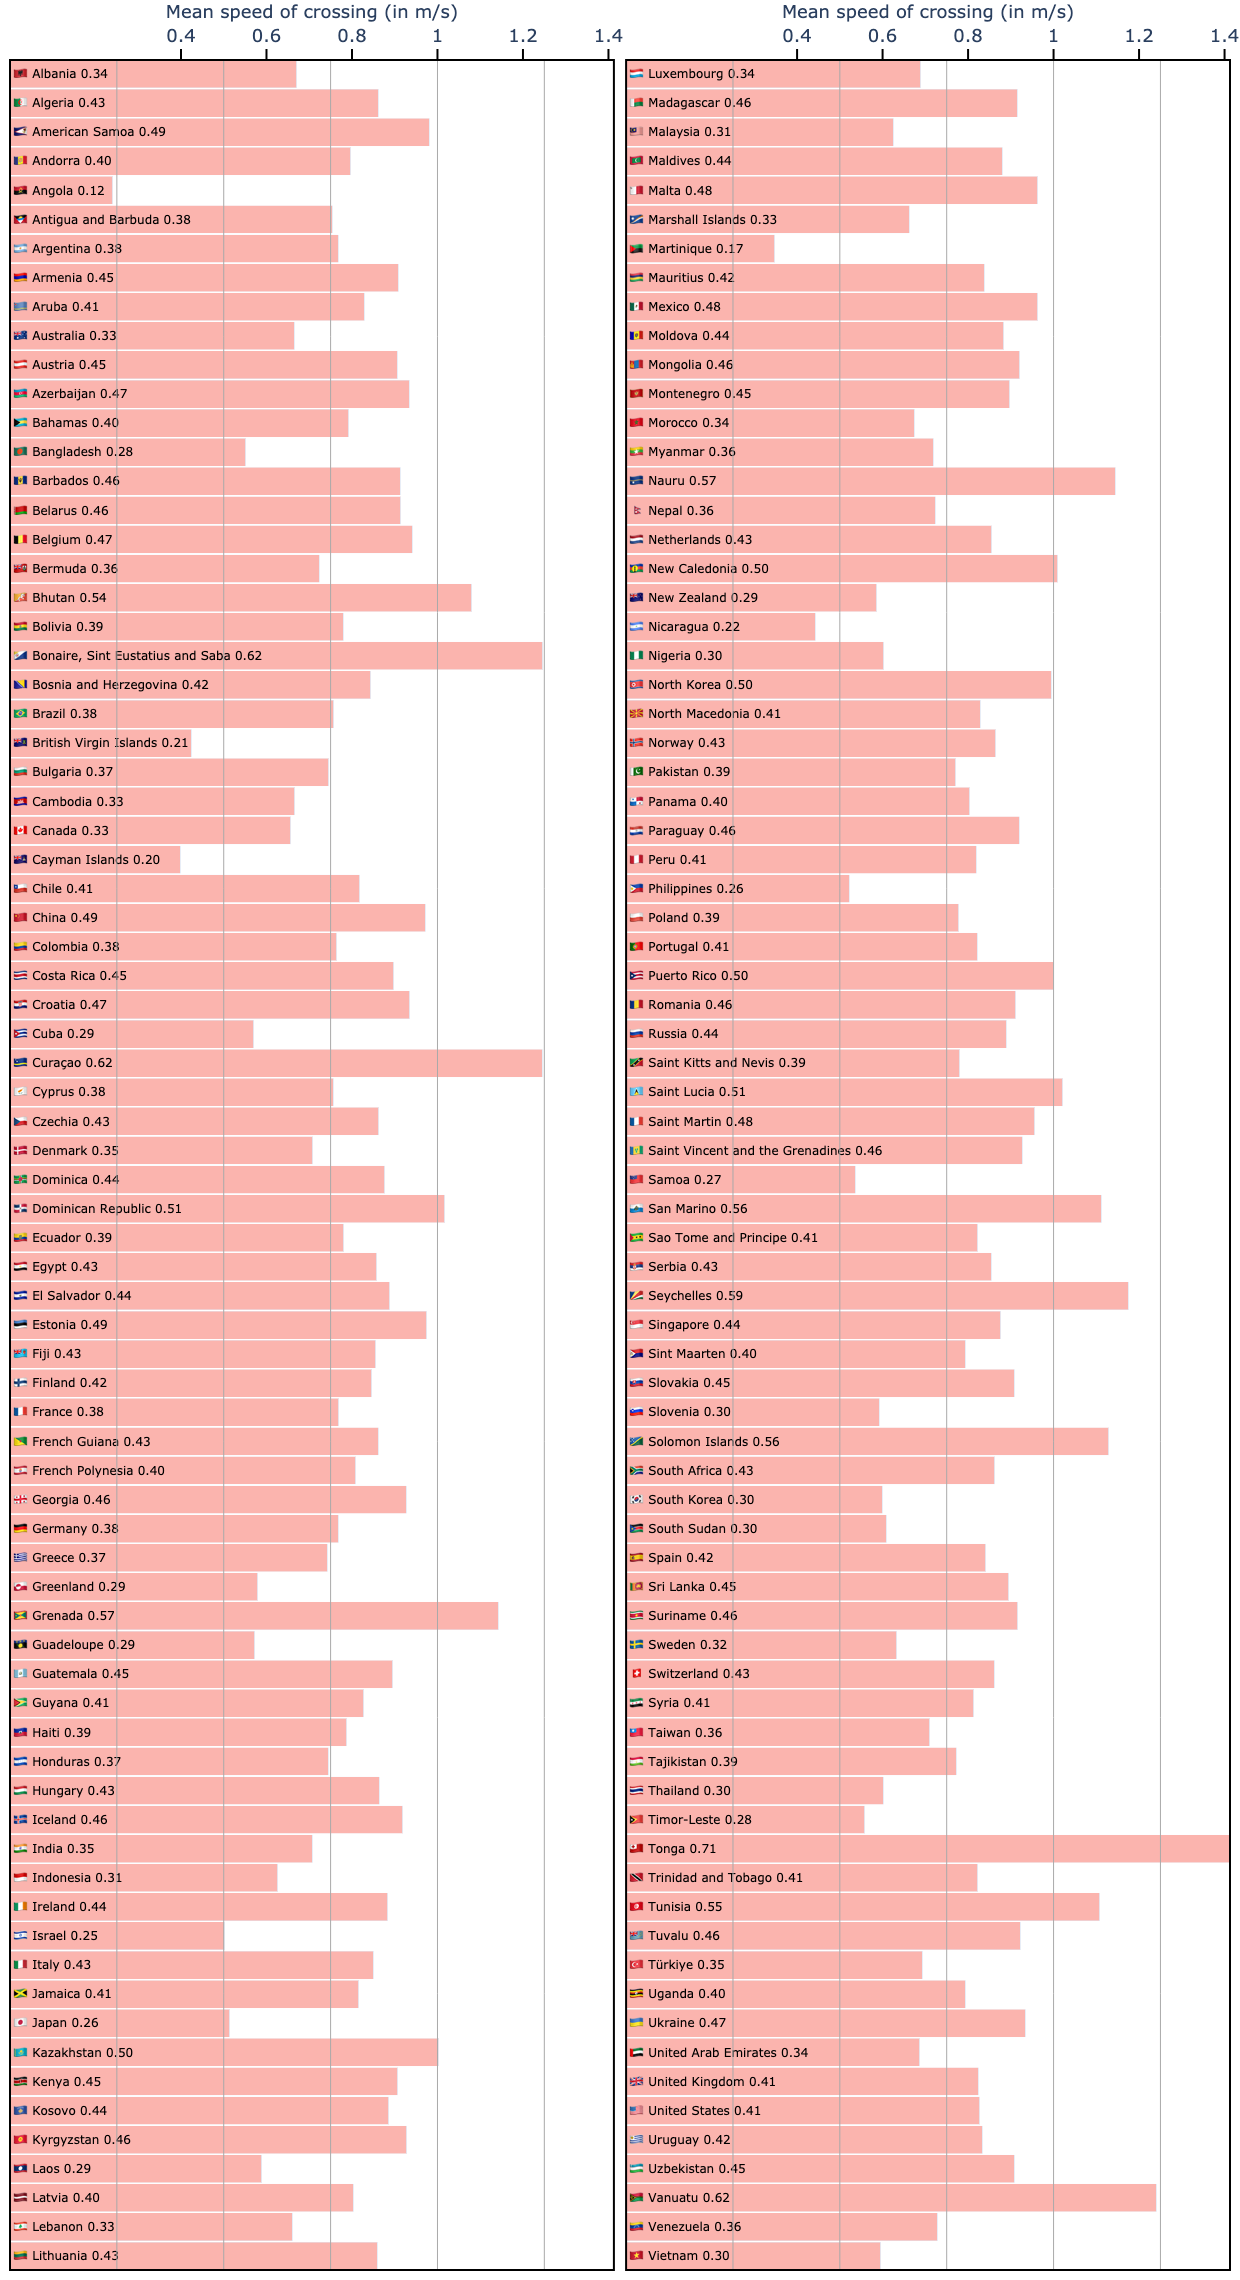 Mean speed of crossing (in m/s)
0.4 0.6 0.8 1 1.2 1.4
Albania 0.34
Algeria 0.43
American Samoa 0.49
Andorra 0.40
Angola 0.12
Antigua and Barbuda 0.38
Argentina 0.38
Armenia 0.45
Aruba 0.41
Australia 0.33
Austria 0.45
Azerbaijan 0.47
Bahamas 0.40
Bangladesh 0.28
Barbados 0.46
Belarus 0.46
Belgium 0.47
Bermuda 0.36
Bhutan 0.54
Bolivia 0.39
Bonaire, Sint Eustatius and Saba 0.62
Bosnia and Herzegovina 0.42
Brazil 0.38
British Virgin Islands 0.21
Bulgaria 0.37
Cambodia 0.33
Canada 0.33
Cayman Islands 0.20
Chile 0.41
China 0.49
Colombia 0.38
Costa Rica 0.45
Croatia 0.47
Cuba 0.29
Curaçao 0.62
Cyprus 0.38
Czechia 0.43
Denmark 0.35
Dominica 0.44
Dominican Republic 0.51
Ecuador 0.39
Egypt 0.43
El Salvador 0.44
Estonia 0.49
Fiji 0.43
Finland 0.42
France 0.38
French Guiana 0.43
French Polynesia 0.40
Georgia 0.46
Germany 0.38
Greece 0.37
Greenland 0.29
Grenada 0.57
Guadeloupe 0.29
Guatemala 0.45
Guyana 0.41
Haiti 0.39
Honduras 0.37
Hungary 0.43
Iceland 0.46
India 0.35
Indonesia 0.31
Ireland 0.44
Israel 0.25
Italy 0.43
Jamaica 0.41
Japan 0.26
Kazakhstan 0.50
Kenya 0.45
Kosovo 0.44
Kyrgyzstan 0.46
Laos 0.29
Latvia 0.40
Lebanon 0.33
Lithuania 0.43
Mean speed of crossing (in m/s)
0.4 0.6 0.8 1 1.2 1.4
Luxembourg 0.34
Madagascar 0.46
Malaysia 0.31
Maldives 0.44
Malta 0.48
Marshall Islands 0.33
Martinique 0.17
Mauritius 0.42
Mexico 0.48
Moldova 0.44
Mongolia 0.46
Montenegro 0.45
Morocco 0.34
Myanmar 0.36
Nauru 0.57
Nepal 0.36
Netherlands 0.43
New Caledonia 0.50
New Zealand 0.29
Nicaragua 0.22
Nigeria 0.30
North Korea 0.50
North Macedonia 0.41
Norway 0.43
Pakistan 0.39
Panama 0.40
Paraguay 0.46
Peru 0.41
Philippines 0.26
Poland 0.39
Portugal 0.41
Puerto Rico 0.50
Romania 0.46
Russia 0.44
Saint Kitts and Nevis 0.39
Saint Lucia 0.51
Saint Martin 0.48
Saint Vincent and the Grenadines 0.46
Samoa 0.27
San Marino 0.56
Sao Tome and Principe 0.41
Serbia 0.43
Seychelles 0.59
Singapore 0.44
Sint Maarten 0.40
Slovakia 0.45
Slovenia 0.30
Solomon Islands 0.56
South Africa 0.43
South Korea 0.30
South Sudan 0.30
Spain 0.42
Sri Lanka 0.45
Suriname 0.46
Sweden 0.32
Switzerland 0.43
Syria 0.41
Taiwan 0.36
Tajikistan 0.39
Thailand 0.30
Timor-Leste 0.28
Tonga 0.71
Trinidad and Tobago 0.41
Tunisia 0.55
Tuvalu 0.46
Türkiye 0.35
Uganda 0.40
Ukraine 0.47
United Arab Emirates 0.34
United Kingdom 0.41
United States 0.41
Uruguay 0.42
Uzbekistan 0.45
Vanuatu 0.62
Venezuela 0.36
Vietnam 0.30